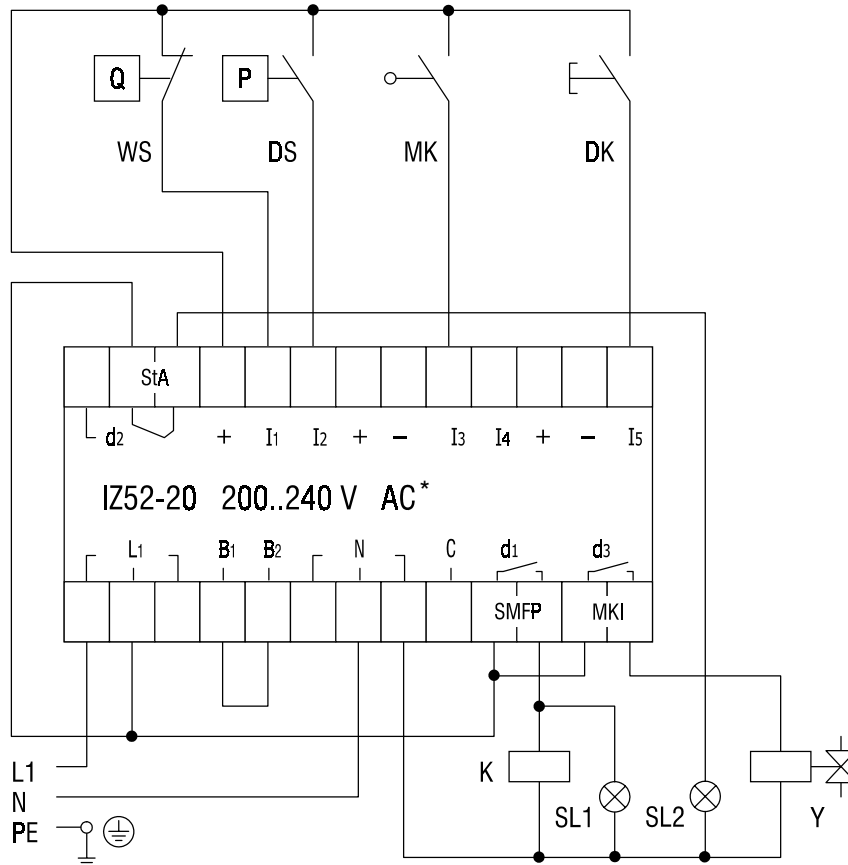 Q P
WS DS MK DK
StA
d2 + I1 I2 + − I3 I4 + − I5
IZ52-20 200..240 V AC*
L1 B1 B2 N C d1 d3
SMFP MKI
L1
N
PE
K SL1 SL2 Y